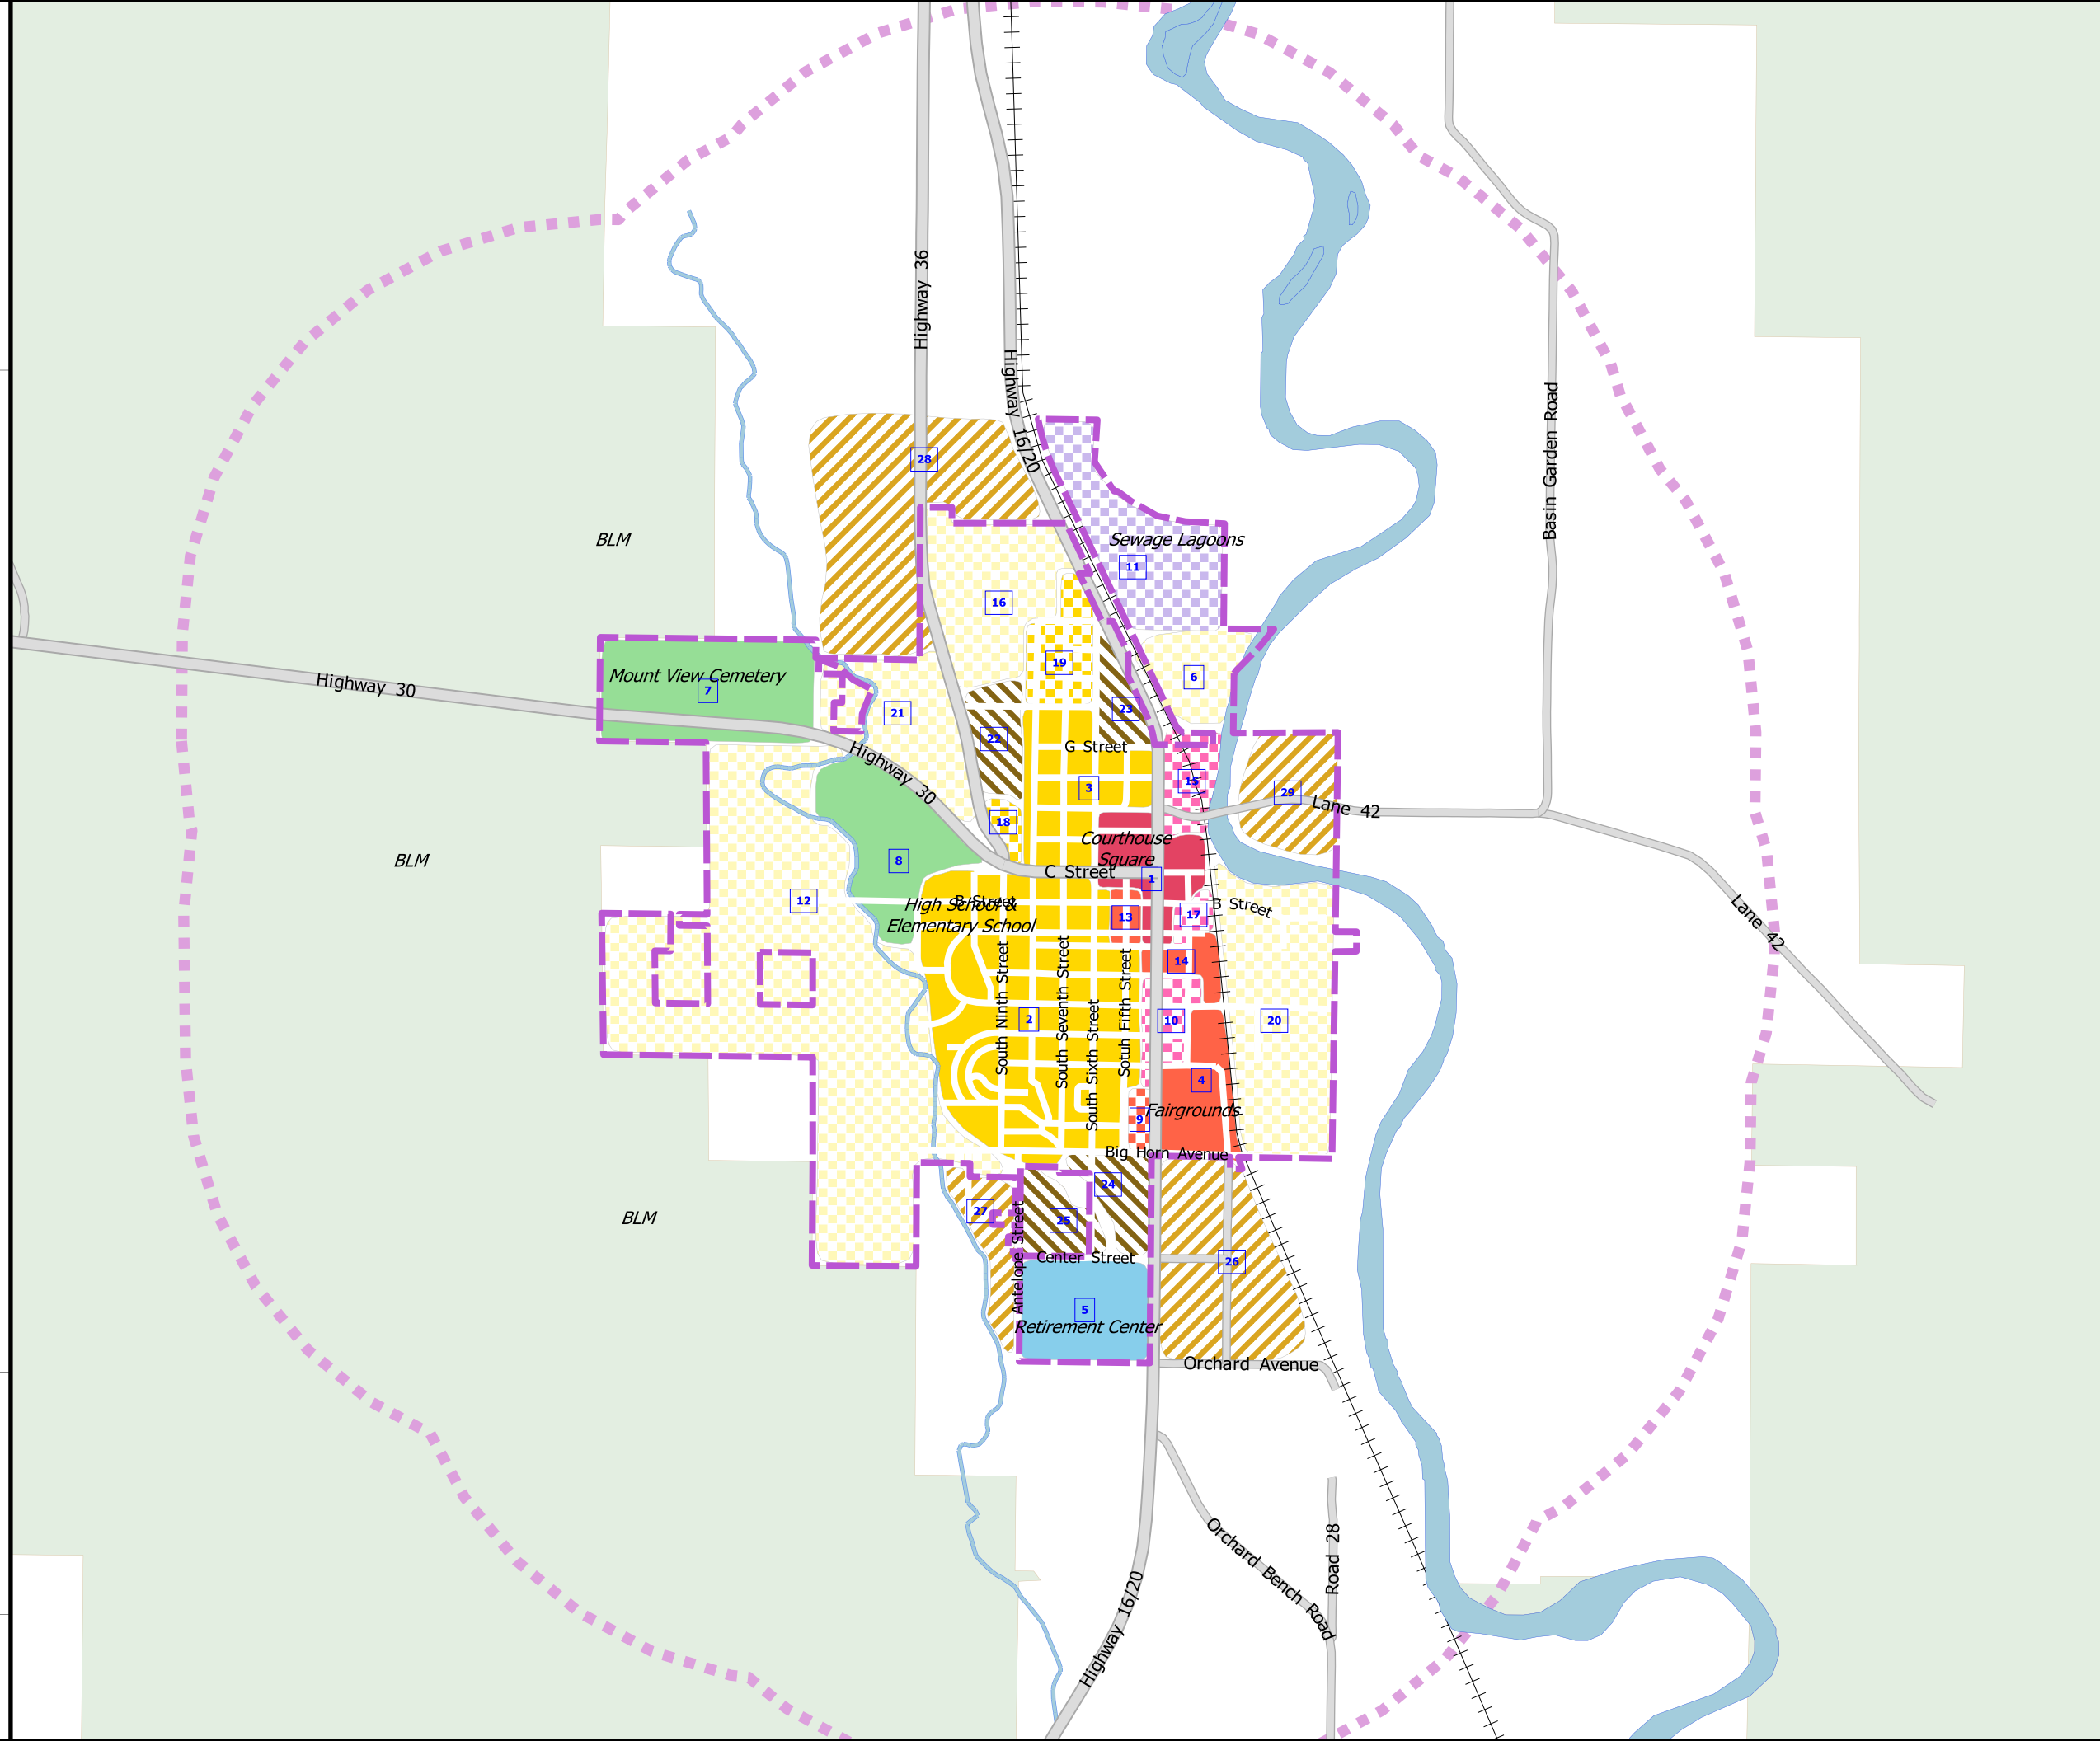 Highway 36
Highway 16/20
Basin Garden Road
28
BLM
Sewage Lagoons
11
16
19
6
Mount View Cemetery
7
Highway 30
21
23
22
G Street
Highway 30
3
15
29
Lane 42
18
Courthouse
Square
8
C Street
1
BLM
12
B Street
High School &
Elementary School
13
17
B Street
Lane 42
14
South Ninth Street
South Seventh Street
South Sixth Street
Sotuh Fifth Street
2
10
20
4
Fairgrounds
9
Big Horn Avenue
24
27
25
BLM
Antelope Street
Center Street
26
5
Retirement Center
Orchard Avenue
Orchard Bench Road
Road 28
Highway 16/20